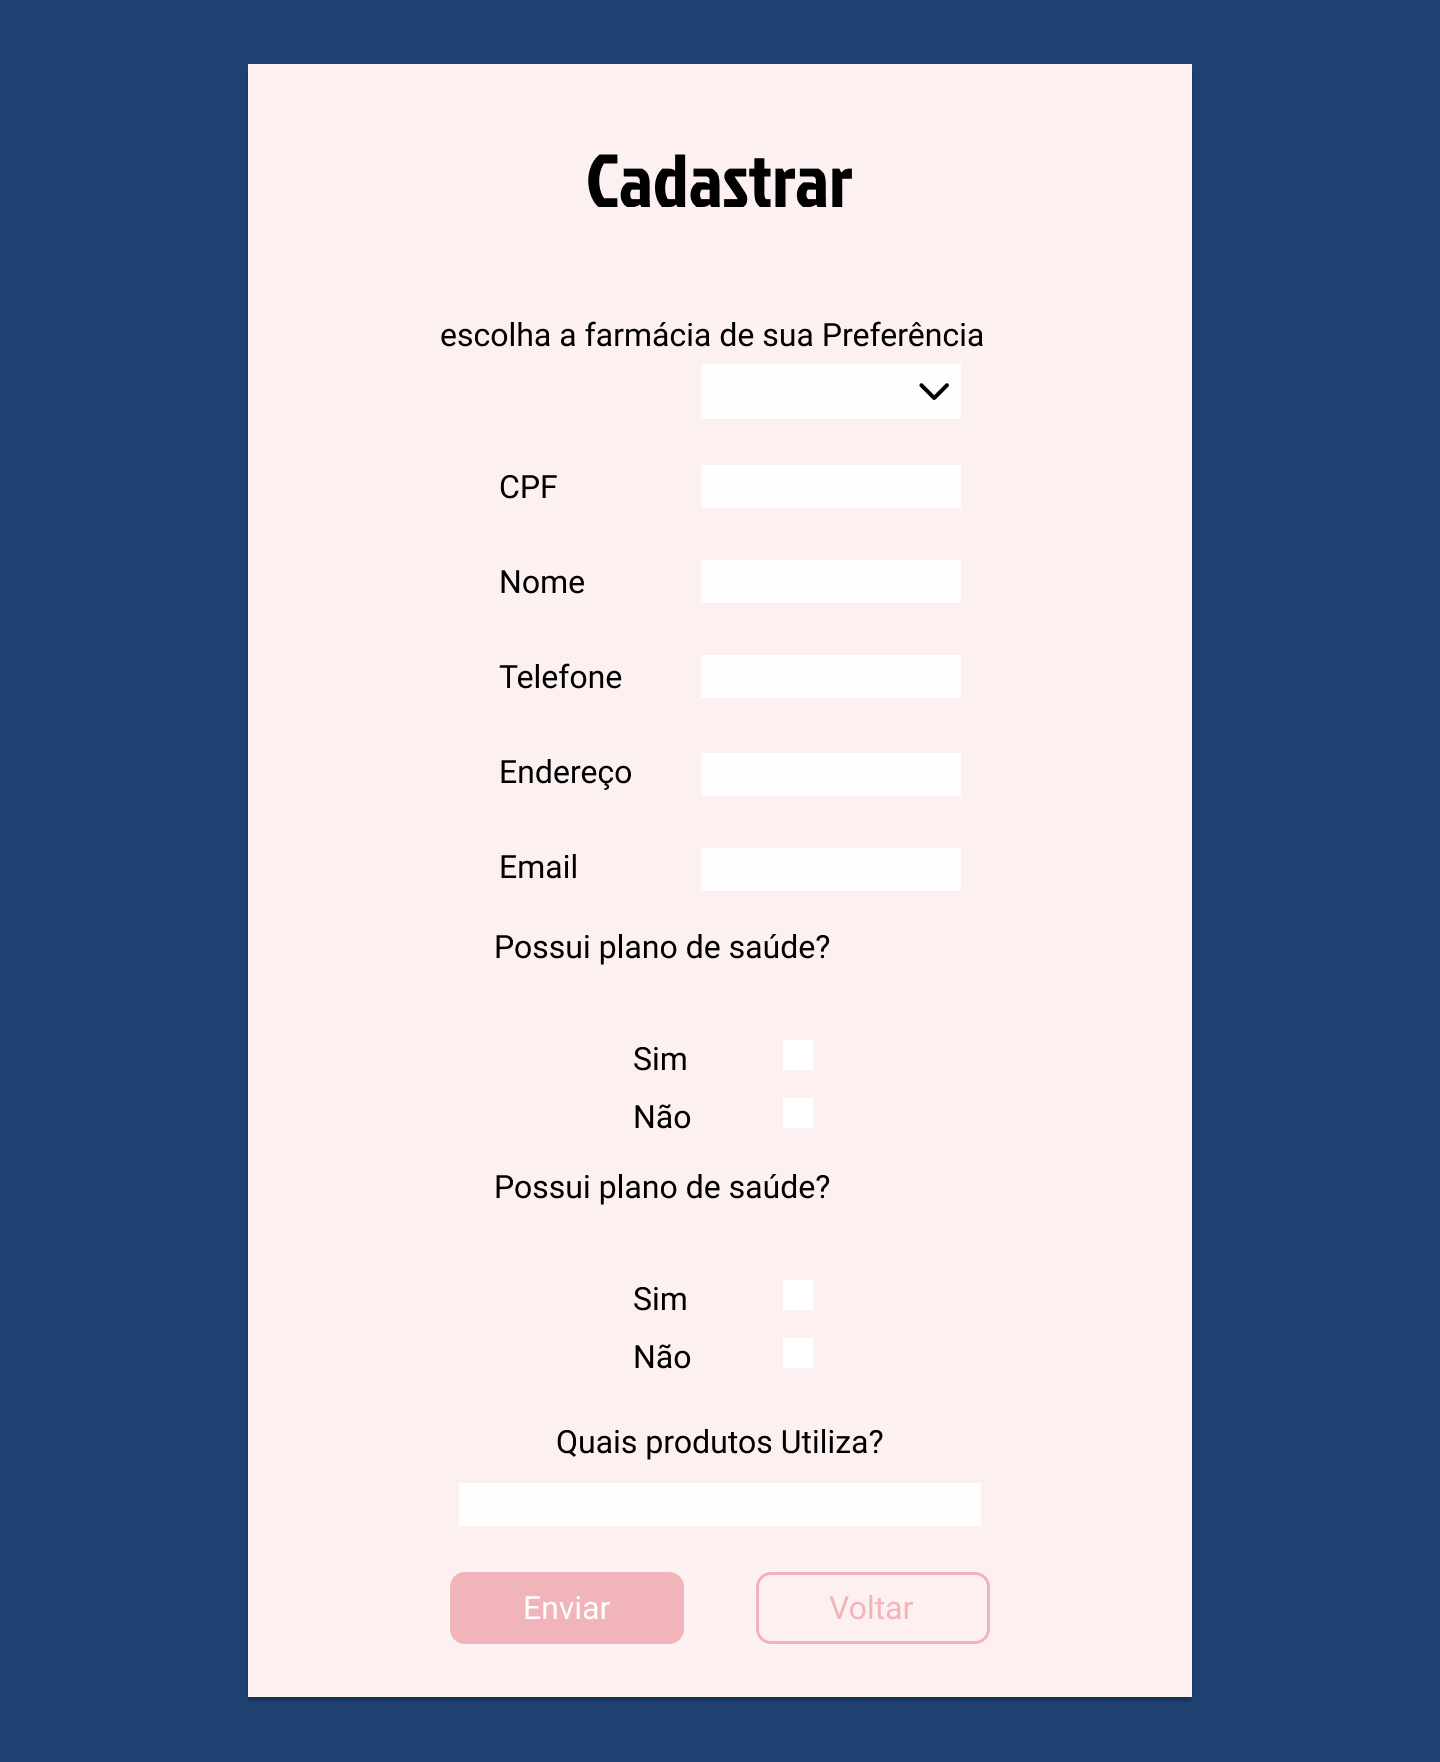 Cadastrar
escolha a farmácia de sua Preferência
CPF
Nome
Telefone
Endereço
Email
Possui plano de saúde?
Sim
Não
Possui plano de saúde?
Sim
Não
Quais produtos Utiliza?
Enviar
Voltar